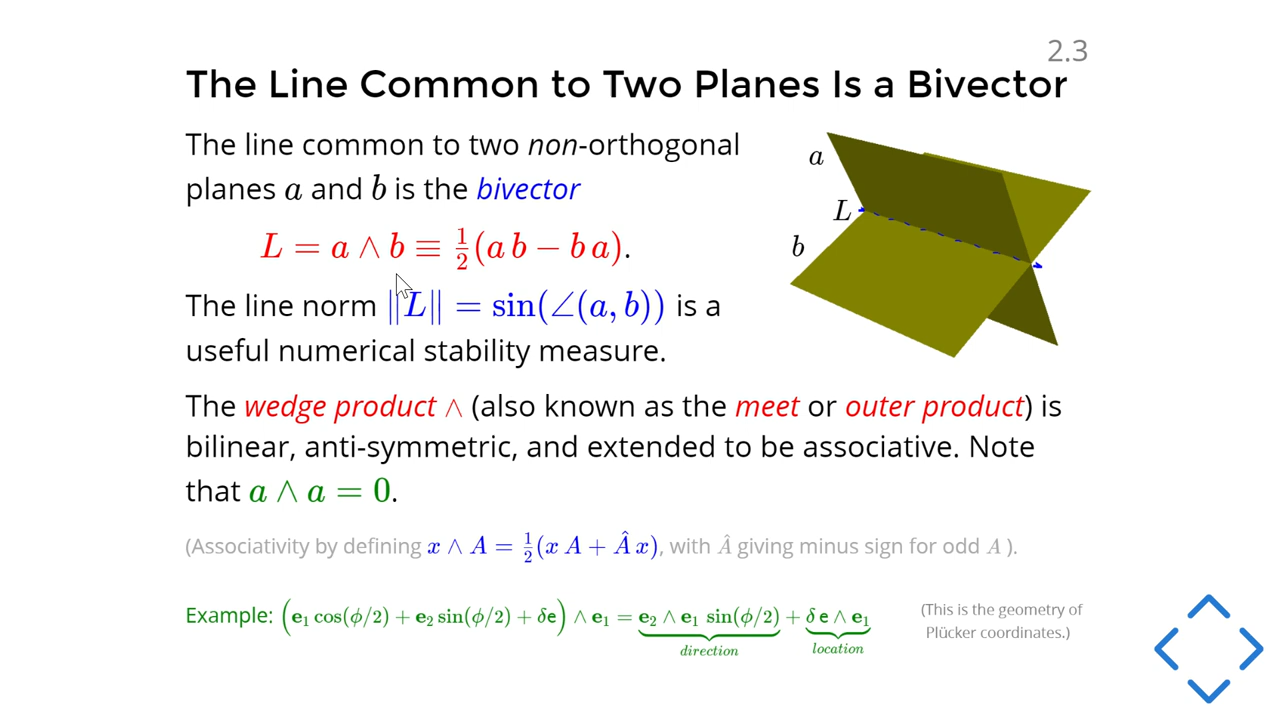 2.3
The Line Common to Two Planes Is a Bivector
The line common to two non-orthogonal
planes a and b is the bivector
L = a ∧ b ≡ ½(a b − b a).
The line norm ‖L‖ = sin(∠(a, b)) is a
useful numerical stability measure.
a
L
b
The wedge product ∧ (also known as the meet or outer product) is
bilinear, anti-symmetric, and extended to be associative. Note
that a ∧ a = 0.
(Associativity by defining x ∧ A = ½(x A + Â x), with Â giving minus sign for odd A ).
Example: (e₁ cos(ϕ/2) + e₂ sin(ϕ/2) + δe) ∧ e₁ = e₂ ∧ e₁ sin(ϕ/2) + δ e ∧ e₁
direction location
(This is the geometry of
Plücker coordinates.)